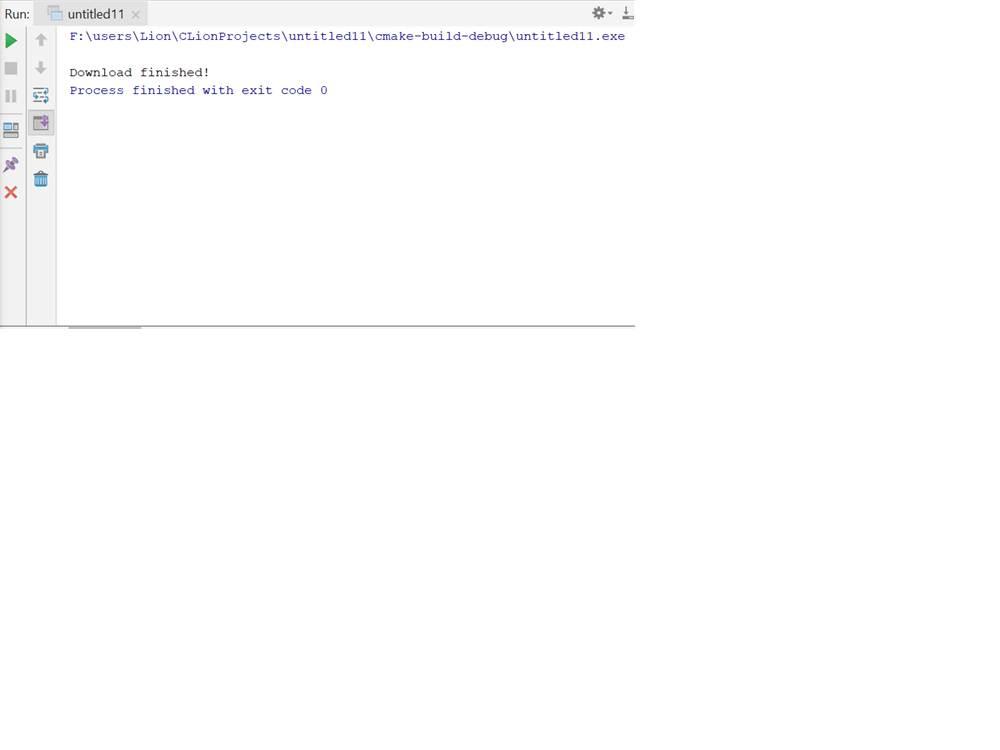 Run: untitled11
F:\users\Lion\CLionProjects\untitled11\cmake-build-debug\untitled11.exe
Download finished!
Process finished with exit code 0